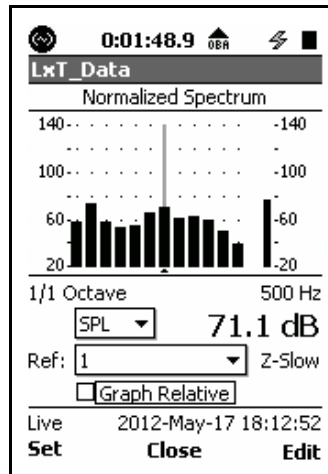 0:01:48.9 OBA
LxT_Data
Normalized Spectrum
140 -140
100 -100
60 -60
20 -20
1/1 Octave 500 Hz
SPL 71.1 dB
Ref: 1 Z-Slow
Graph Relative
Live 2012-May-17 18:12:52
Set Close Edit